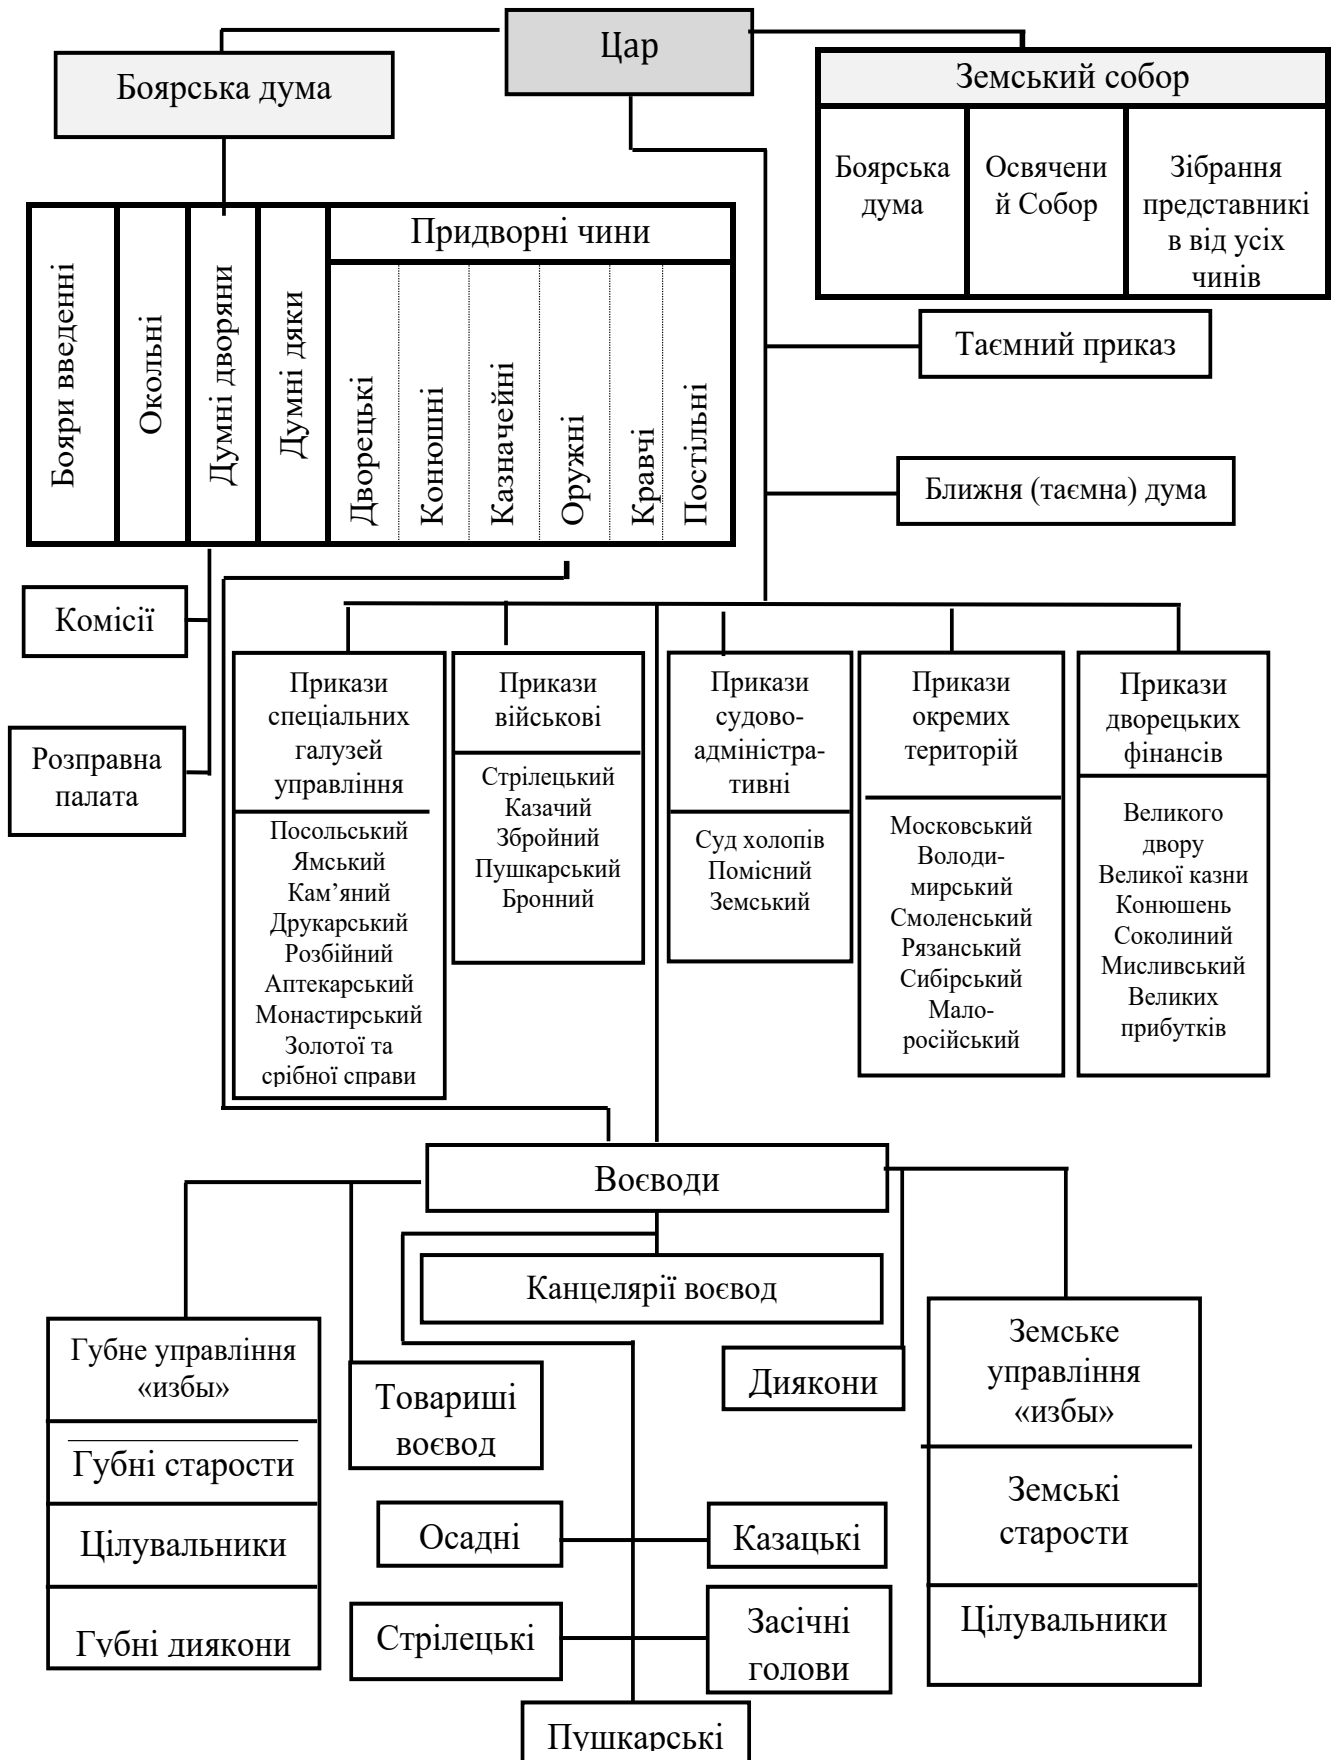 Цар
Боярська дума
Земський собор
Боярська
дума
Освячени
й Собор
Зібрання
представникі
в від усіх
чинів
Придворні чини
Бояри введенні
Окольні
Думні дворяни
Думні дяки
Дворецькі
Конюшні
Казначейні
Оружні
Кравчі
Постільні
Таємний приказ
Ближня (таємна) дума
Комісії
Розправна
палата
Прикази
спеціальних
галузей
управління
Посольський
Ямський
Кам’яний
Друкарський
Розбійний
Аптекарський
Монастирський
Золотої та
срібної справи
Прикази
військові
Стрілецький
Казачий
Збройний
Пушкарський
Бронний
Прикази
судово-
адміністра-
тивні
Суд холопів
Помісний
Земський
Прикази
окремих
територій
Московський
Володи-
мирський
Смоленський
Рязанський
Сибірський
Мало-
російський
Прикази
дворецьких
фінансів
Великого
двору
Великої казни
Конюшень
Соколиний
Мисливський
Великих
прибутків
Воєводи
Канцелярії воєвод
Губне управління
«избы»
Губні старости
Цілувальники
Губні диякони
Товариші
воєвод
Диякони
Земське
управління
«избы»
Земські
старости
Цілувальники
Осадні
Казацькі
Стрілецькі
Засічні
голови
Пушкарські